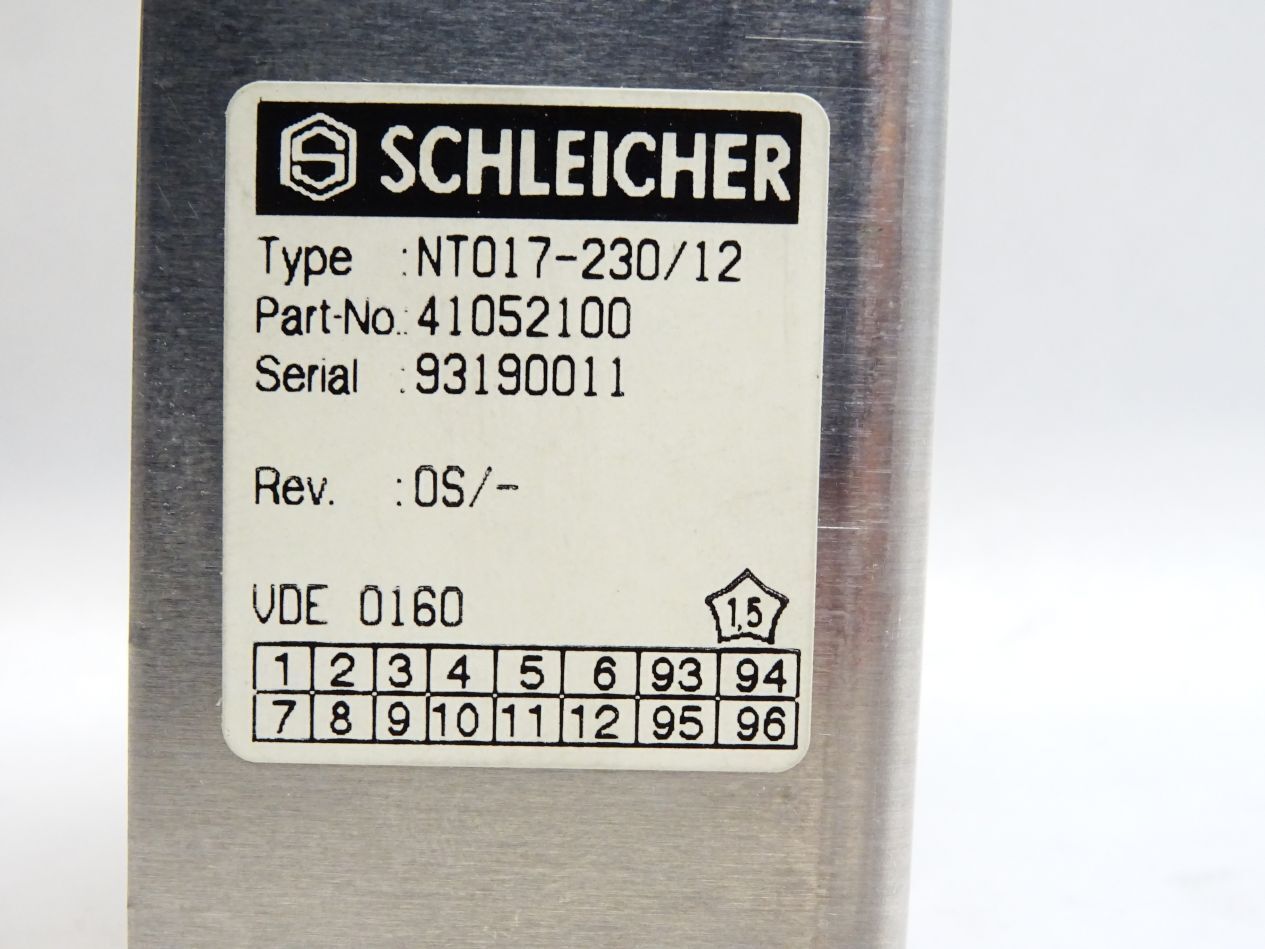 S SCHLEICHER
Type :NT017-230/12
Part-No.:41052100
Serial :93190011
Rev. :0S/-
VDE 0160
1,5
1 2 3 4 5 6 93 94
7 8 9 10 11 12 95 96